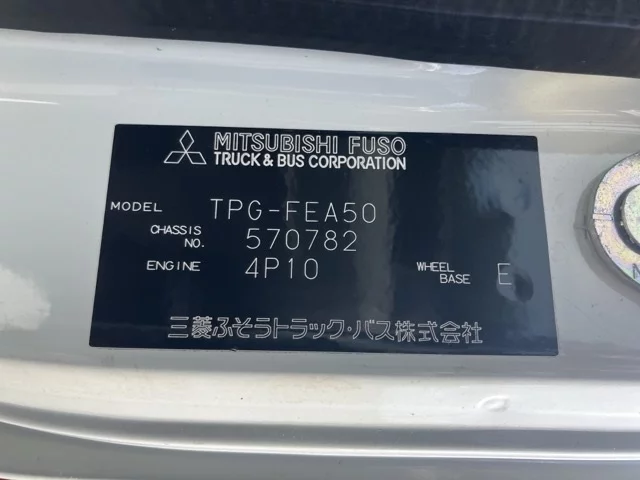 MITSUBISHI FUSO
TRUCK & BUS CORPORATION
MODEL TPG-FEA50
CHASSIS NO. 570782
ENGINE 4P10 WHEEL BASE E
三菱ふそうトラック・バス株式会社